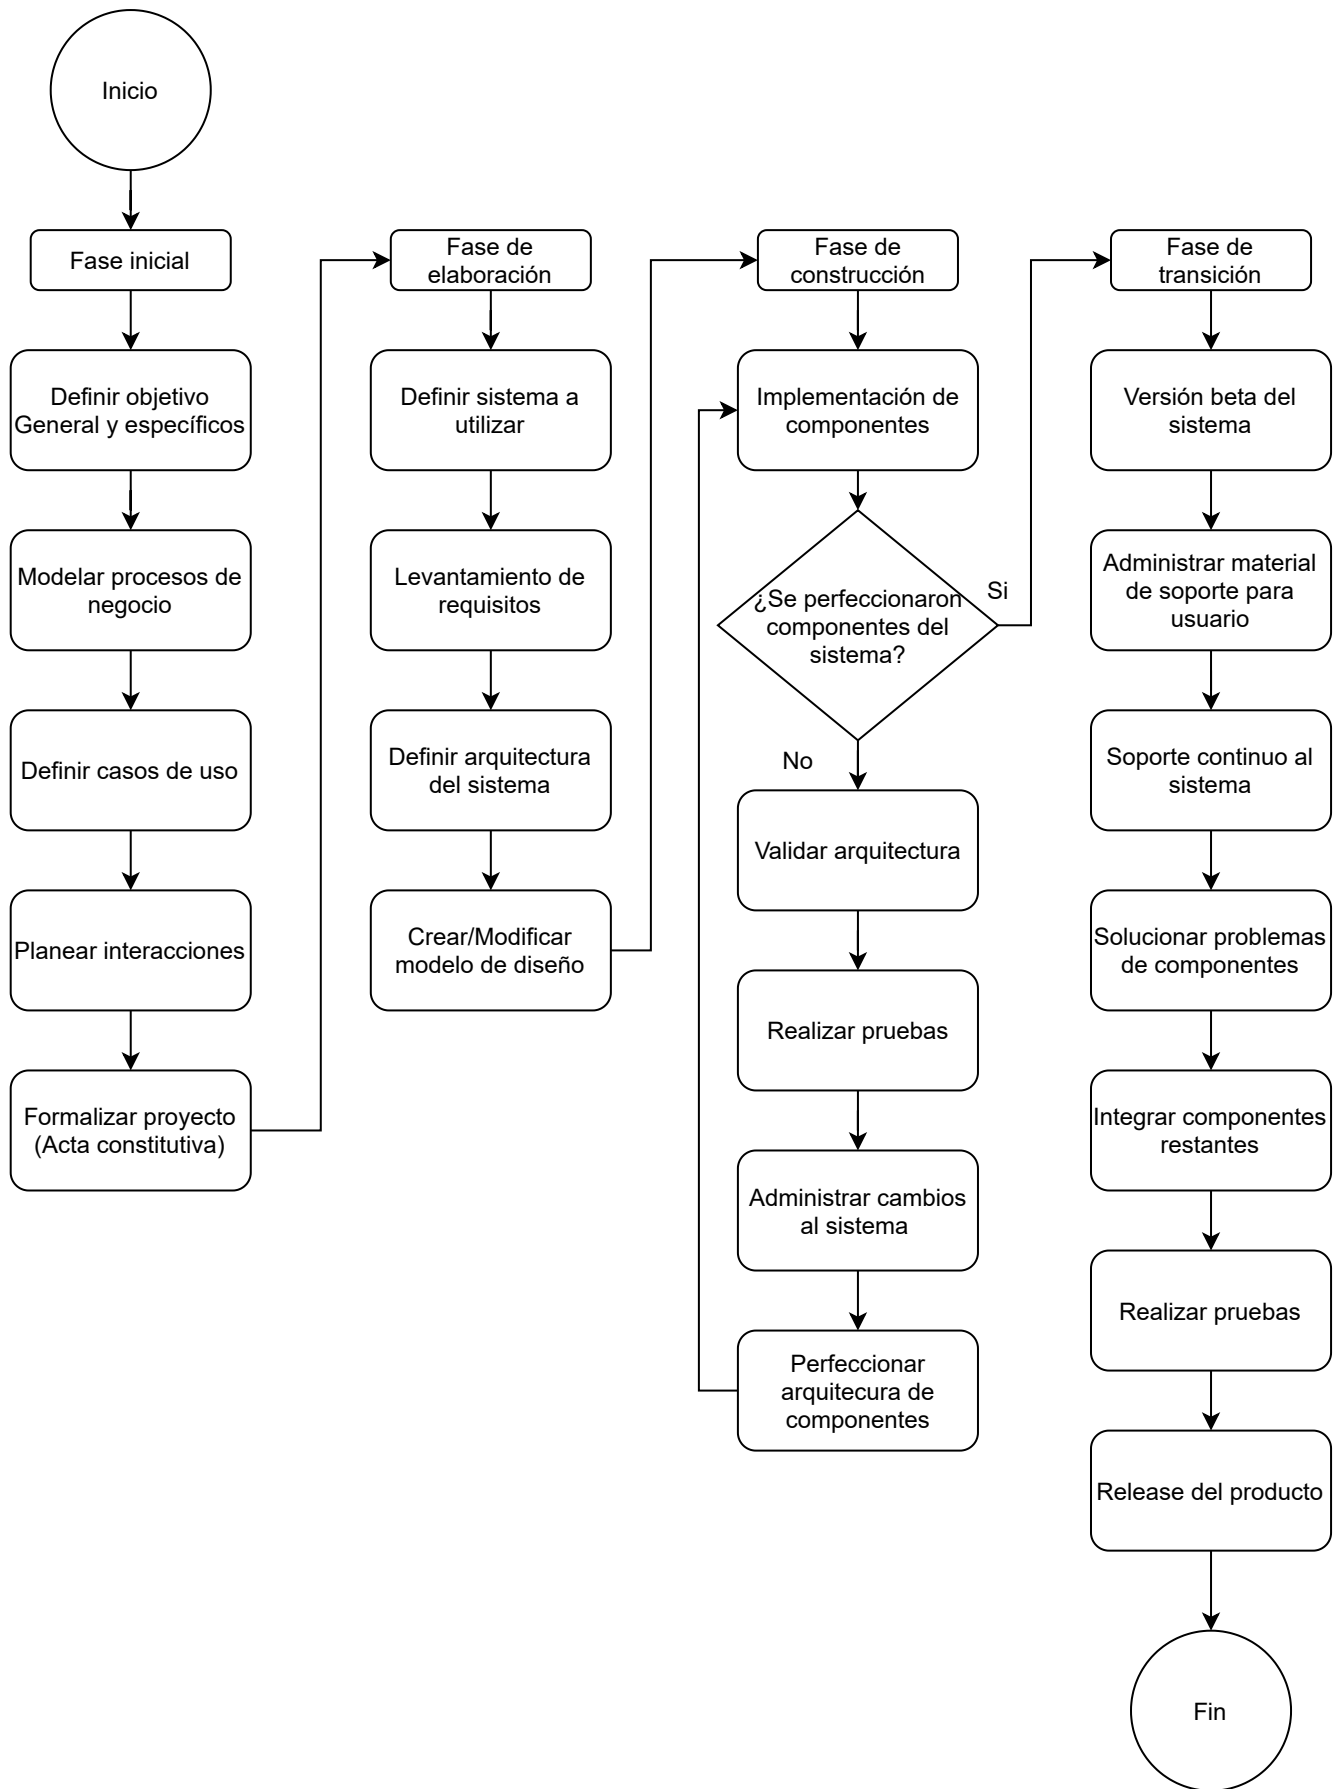 Inicio
Fase inicial
Definir objetivo
General y específicos
Modelar procesos de
negocio
Definir casos de uso
Planear interacciones
Formalizar proyecto
(Acta constitutiva)
Fase de
elaboración
Definir sistema a
utilizar
Levantamiento de
requisitos
Definir arquitectura
del sistema
Crear/Modificar
modelo de diseño
Fase de
construcción
Implementación de
componentes
¿Se perfeccionaron
componentes del
sistema?
Si
No
Validar arquitectura
Realizar pruebas
Administrar cambios
al sistema
Perfeccionar
arquitecura de
componentes
Fase de
transición
Versión beta del
sistema
Administrar material
de soporte para
usuario
Soporte continuo al
sistema
Solucionar problemas
de componentes
Integrar componentes
restantes
Realizar pruebas
Release del producto
Fin